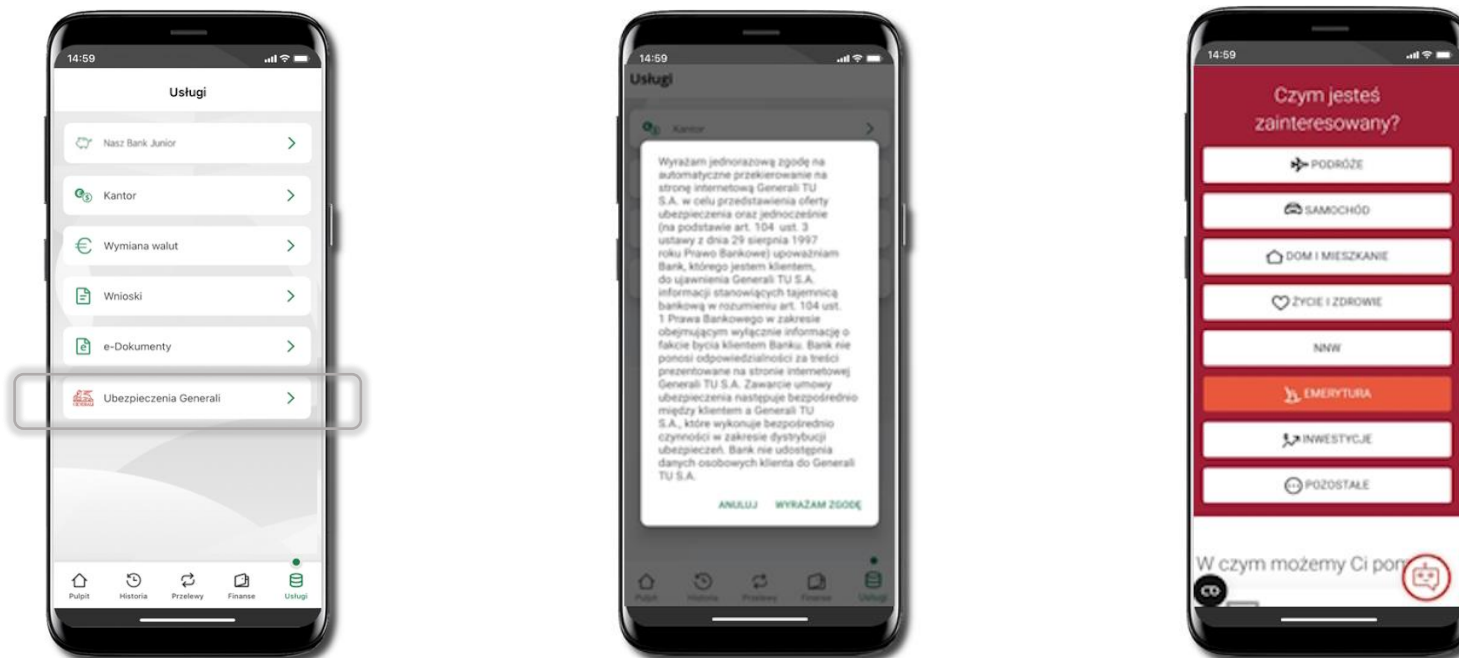 14:59
Usługi
Nasz Bank Junior
Kantor
Wymiana walut
Wnioski
e-Dokumenty
Ubezpieczenia Generali
Pulpit
Historia
Przelewy
Finanse
Usługi
14:59
Usługi
Kantor
Wyrażam jednorazową zgodę na
automatyczne przekierowanie na
stronę internetową Generali TU
S.A. w celu przedstawienia oferty
ubezpieczenia oraz jednocześnie
(na podstawie art. 104 ust. 3
ustawy z dnia 29 sierpnia 1997
roku Prawo Bankowe) upoważniam
Bank, którego jestem klientem,
do ujawnienia Generali TU S.A.
informacji stanowiących tajemnicą
bankową w rozumieniu art. 104 ust.
1 Prawa Bankowego w zakresie
obejmującym wyłącznie informację o
fakcie bycia klientem Banku. Bank nie
ponosi odpowiedzialności za treści
prezentowane na stronie internetowej
Generali TU S.A. Zawarcie umowy
ubezpieczenia następuje bezpośrednio
między klientem a Generali TU
S.A., które wykonuje bezpośrednio
czynności w zakresie dystrybucji
ubezpieczeń. Bank nie udostępnia
danych osobowych klienta do Generali
TU S.A.
ANULUJ WYRAŻAM ZGODĘ
Pulpit
Historia
Przelewy
Finanse
Usługi
14:59
Czym jesteś
zainteresowany?
PODRÓŻE
SAMOCHÓD
DOM I MIESZKANIE
ŻYCIE I ZDROWIE
NNW
EMERYTURA
INWESTYCJE
POZOSTAŁE
W czym możemy Ci pom